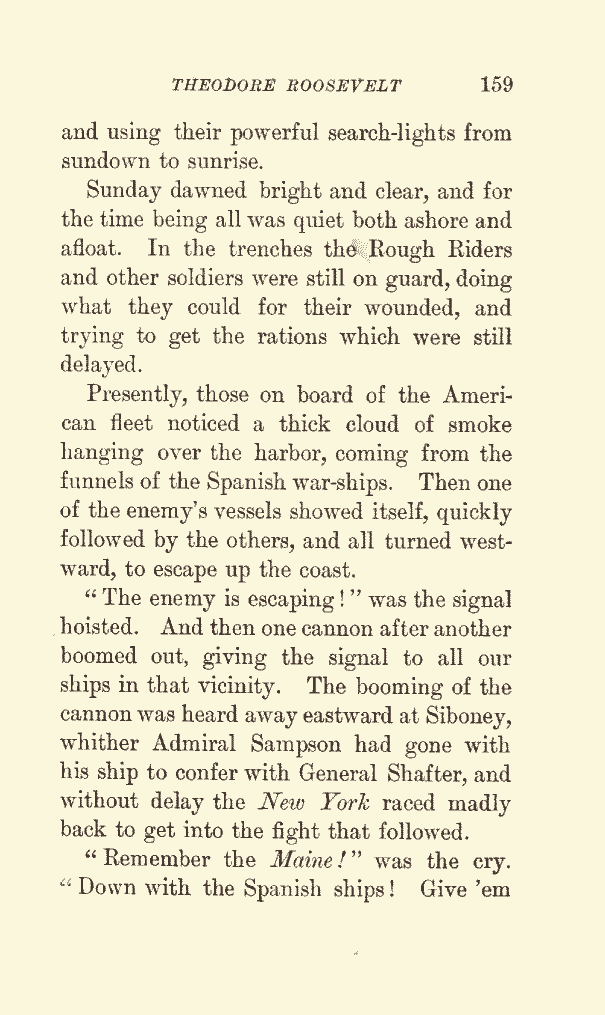 THEODORE ROOSEVELT 159
and using their powerful search-lights from
sundown to sunrise.
Sunday dawned bright and clear, and for
the time being all was quiet both ashore and
afloat. In the trenches the Rough Riders
and other soldiers were still on guard, doing
what they could for their wounded, and
trying to get the rations which were still
delayed.
Presently, those on board of the Ameri-
can fleet noticed a thick cloud of smoke
hanging over the harbor, coming from the
funnels of the Spanish war-ships. Then one
of the enemy's vessels showed itself, quickly
followed by the others, and all turned west-
ward, to escape up the coast.
"The enemy is escaping!" was the signal
hoisted. And then one cannon after another
boomed out, giving the signal to all our
ships in that vicinity. The booming of the
cannon was heard away eastward at Siboney,
whither Admiral Sampson had gone with
his ship to confer with General Shafter, and
without delay the New York raced madly
back to get into the fight that followed.
"Remember the Maine!" was the cry.
"Down with the Spanish ships! Give 'em